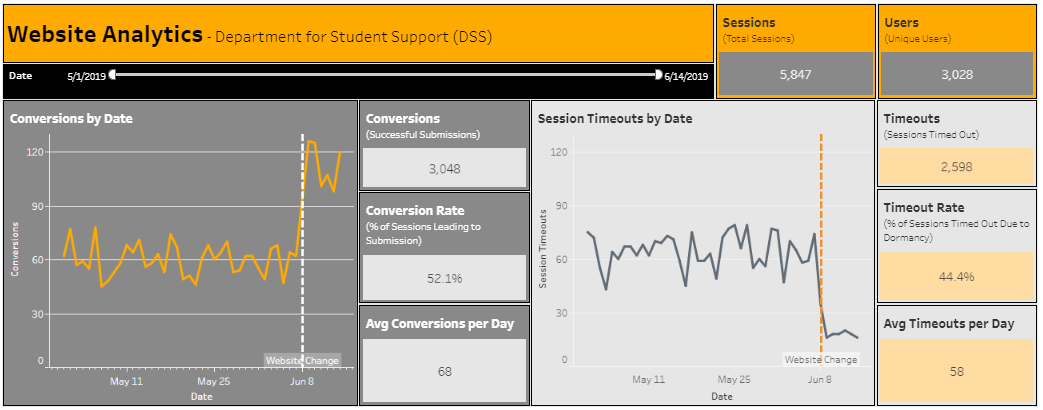 Website Analytics - Department for Student Support (DSS)
Sessions
(Total Sessions)
5,847
Users
(Unique Users)
3,028
Date
5/1/2019
6/14/2019
Conversions by Date
120
90
60
30
0
Conversions
Website Change
May 11
May 25
Jun 8
Date
Conversions
(Successful Submissions)
3,048
Conversion Rate
(% of Sessions Leading to
Submission)
52.1%
Avg Conversions per Day
68
Session Timeouts by Date
120
90
60
30
0
Session Timeouts
Website Change
May 11
May 25
Jun 8
Date
Timeouts
(Sessions Timed Out)
2,598
Timeout Rate
(% of Sessions Timed Out Due to
Dormancy)
44.4%
Avg Timeouts per Day
58